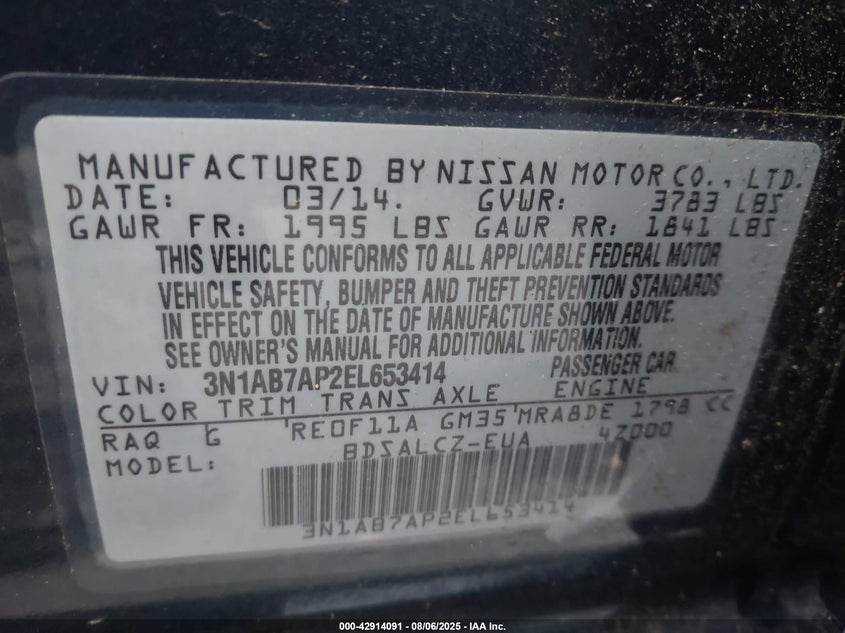 MANUFACTURED BY NISSAN MOTOR CO., LTD.
DATE: 03/14. GVWR: 3783 LBS
GAWR FR: 1995 LBS GAWR RR: 1841 LBS
THIS VEHICLE CONFORMS TO ALL APPLICABLE FEDERAL MOTOR
VEHICLE SAFETY, BUMPER AND THEFT PREVENTION STANDARDS
IN EFFECT ON THE DATE OF MANUFACTURE SHOWN ABOVE.
SEE OWNER'S MANUAL FOR ADDITIONAL INFORMATION.
VIN: 3N1AB7AP2EL653414 PASSENGER CAR
COLOR TRIM TRANS AXLE ENGINE
RAQ G RE0F11A GM35 MRA8DE 1798 CC
MODEL: BDSALCZ-EUA 4Z000
3N1AB7AP2EL653414
000-42914091 - 08/06/2025 - IAA Inc.